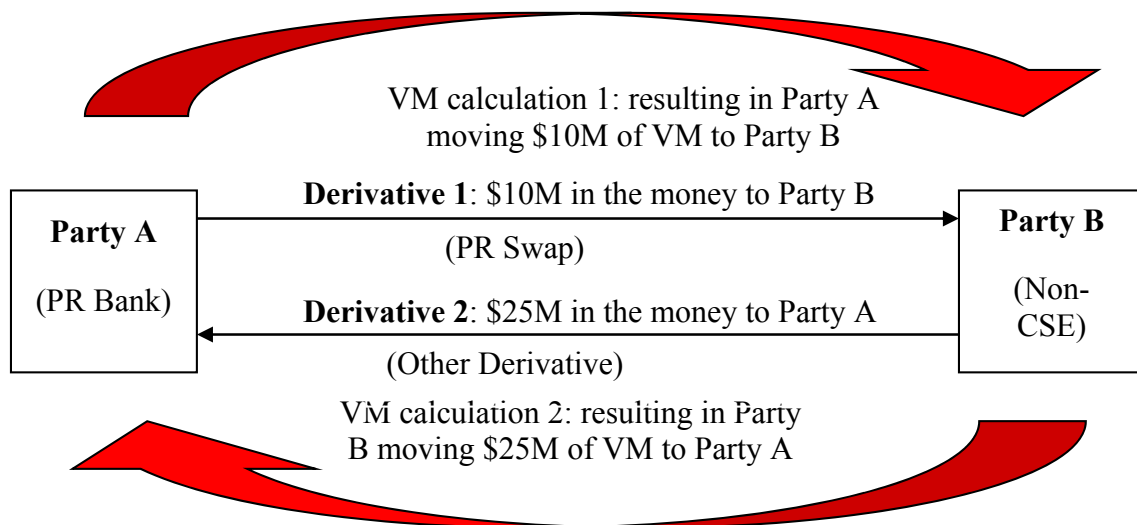 VM calculation 1: resulting in Party A
moving $10M of VM to Party B
Derivative 1: $10M in the money to Party B
Party A
(PR Swap)
Party B
(PR Bank)
(Non-
CSE)
Derivative 2: $25M in the money to Party A
(Other Derivative)
VM calculation 2: resulting in Party
B moving $25M of VM to Party A